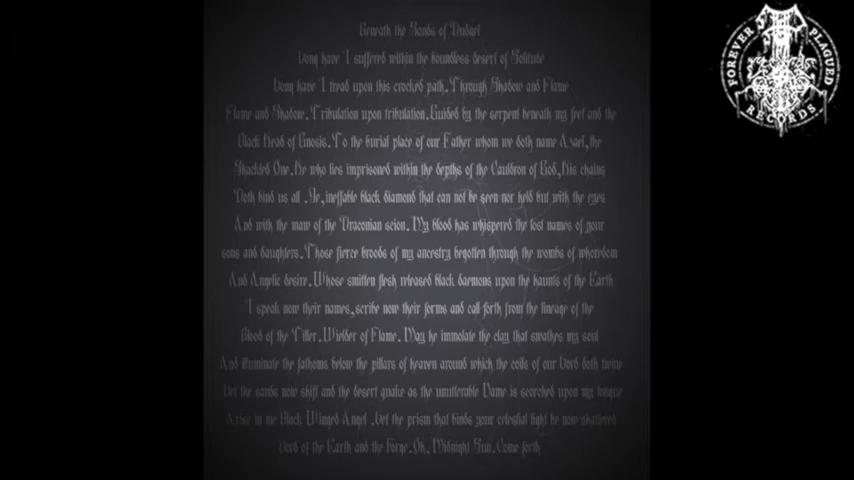 Beneath the Sands of Dudael
Long have I suffered within the boundless desert of Solitude
Long have I tread upon this crooked path. Through Shadow and Flame
Flame and Shadow. Tribulation upon tribulation. Guided by the serpent beneath my feet and the
Black Head of Gnosis. To the burial place of our Father whom we doth name Azael, the
Shackled One. He who lies imprisoned within the depths of the Cauldron of God, His chains
Doth bind us all. Ye, ineffable black diamond that can not be seen nor held but with the eyes
And with the maw of the Draconian scion. My blood has whispered the lost names of your
sons and daughters. Those fierce broods of my ancestry begotten through the wombs of whoredom
And Angelic desire. Whose smitten flesh released black daemons upon the haunts of the Earth
I speak now their names, scribe now their forms and call forth from the lineage of the
Blood of the Tiller. Wielder of Flame. May he immolate the clay that swathes my soul
And illuminate the fathoms below the pillars of heaven around which the coils of our Lord doth twine
Let the sands now shift and the desert quake as the unutterable Name is scorched upon my tongue
Arise in me Black Winged Angel. Let the prism that binds your celestial light be now shattered
Lord of the Earth and the Forge. Oh, Midnight Sun. Come forth
FOREVER PLAGUED RECORDS